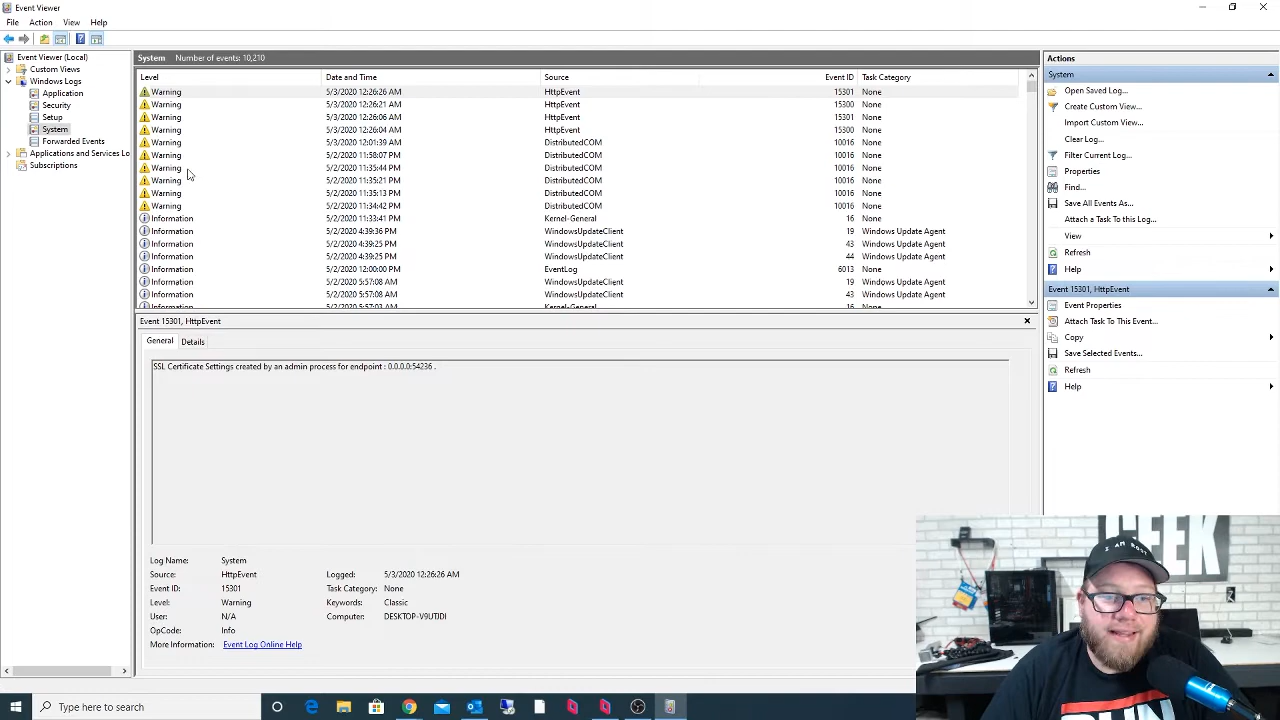 Event Viewer
File Action View Help
Event Viewer (Local)
Custom Views
Windows Logs
Application
Security
Setup
System
Forwarded Events
Applications and Services Lo
Subscriptions
System Number of events: 10,210
Level Date and Time Source Event ID Task Category
Warning 5/3/2020 12:26:26 AM HttpEvent 15301 None
Warning 5/3/2020 12:26:21 AM HttpEvent 15300 None
Warning 5/3/2020 12:26:06 AM HttpEvent 15301 None
Warning 5/3/2020 12:26:04 AM HttpEvent 15300 None
Warning 5/3/2020 12:01:39 AM DistributedCOM 10016 None
Warning 5/2/2020 11:58:07 PM DistributedCOM 10016 None
Warning 5/2/2020 11:35:44 PM DistributedCOM 10016 None
Warning 5/2/2020 11:35:21 PM DistributedCOM 10016 None
Warning 5/2/2020 11:35:13 PM DistributedCOM 10016 None
Warning 5/2/2020 11:34:42 PM DistributedCOM 10016 None
Information 5/2/2020 11:33:41 PM Kernel-General 16 None
Information 5/2/2020 4:39:36 PM WindowsUpdateClient 19 Windows Update Agent
Information 5/2/2020 4:39:25 PM WindowsUpdateClient 43 Windows Update Agent
Information 5/2/2020 4:39:25 PM WindowsUpdateClient 44 Windows Update Agent
Information 5/2/2020 12:00:00 PM EventLog 6013 None
Information 5/2/2020 5:57:08 AM WindowsUpdateClient 19 Windows Update Agent
Information 5/2/2020 5:57:08 AM WindowsUpdateClient 43 Windows Update Agent
Event 15301, HttpEvent
General Details
SSL Certificate Settings created by an admin process for endpoint : 0.0.0.0:54236 .
Log Name: System
Source: HttpEvent Logged: 5/3/2020 12:26:26 AM
Event ID: 15301 Task Category: None
Level: Warning Keywords: Classic
User: N/A Computer: DESKTOP-V9UTJDI
OpCode: Info
More Information: Event Log Online Help
Actions
System
Open Saved Log...
Create Custom View...
Import Custom View...
Clear Log...
Filter Current Log...
Properties
Find...
Save All Events As...
Attach a Task To this Log...
View
Refresh
Help
Event 15301, HttpEvent
Event Properties
Attach Task To This Event...
Copy
Save Selected Events...
Refresh
Help
GEEK
Type here to search